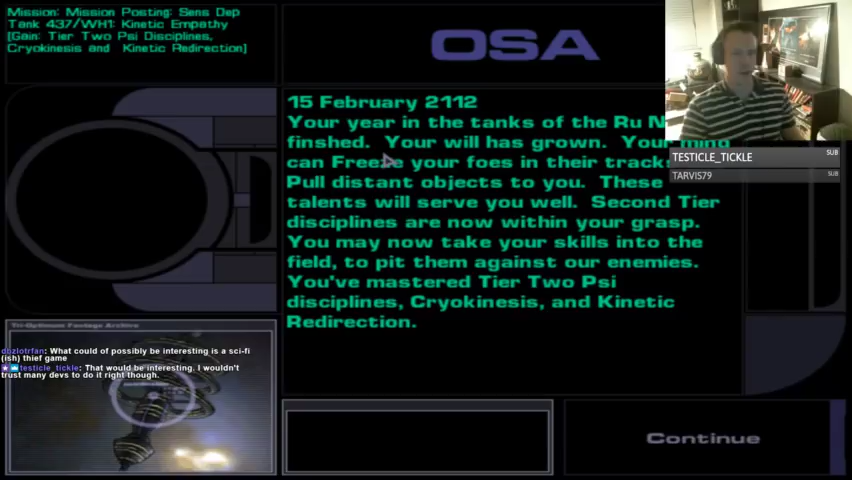 Mission: Mission Posting: Sens Dep
Tank 437/WH1: Kinetic Empathy
[Gain: Tier Two Psi Disciplines,
Cryokinesis and Kinetic Redirection]
OSA
15 February 2112
Your year in the tanks of the Ru N
finshed. Your will has grown. Your mind
can Freeze your foes in their tracks
Pull distant objects to you. These
talents will serve you well. Second Tier
disciplines are now within your grasp.
You may now take your skills into the
field, to pit them against our enemies.
You've mastered Tier Two Psi
disciplines, Cryokinesis, and Kinetic
Redirection.
TESTICLE_TICKLE SUB
TARVIS79 SUB
Tri-Optimum Footage Archive
What could of possibly be interesting is a sci-fi
(ish) thief game
testicle_tickle: That would be interesting. I wouldn't
trust many devs to do it right though.
Continue